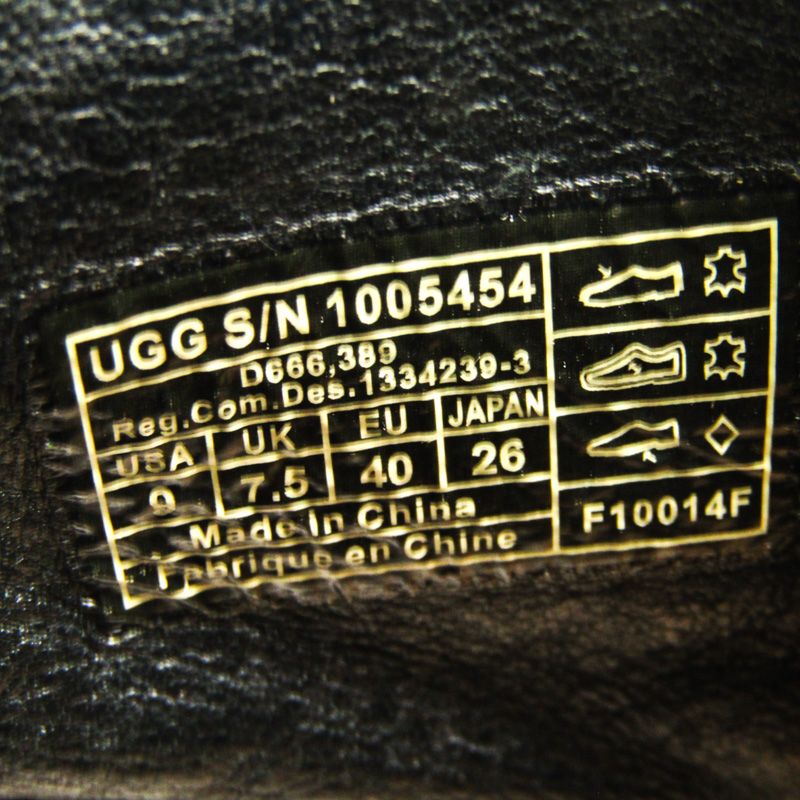 UGG S/N 1005454
D666,389
Reg.Com.Des.1334239-3
USA UK EU JAPAN
9 7.5 40 26
Made in China
Fabrique en Chine
F10014F